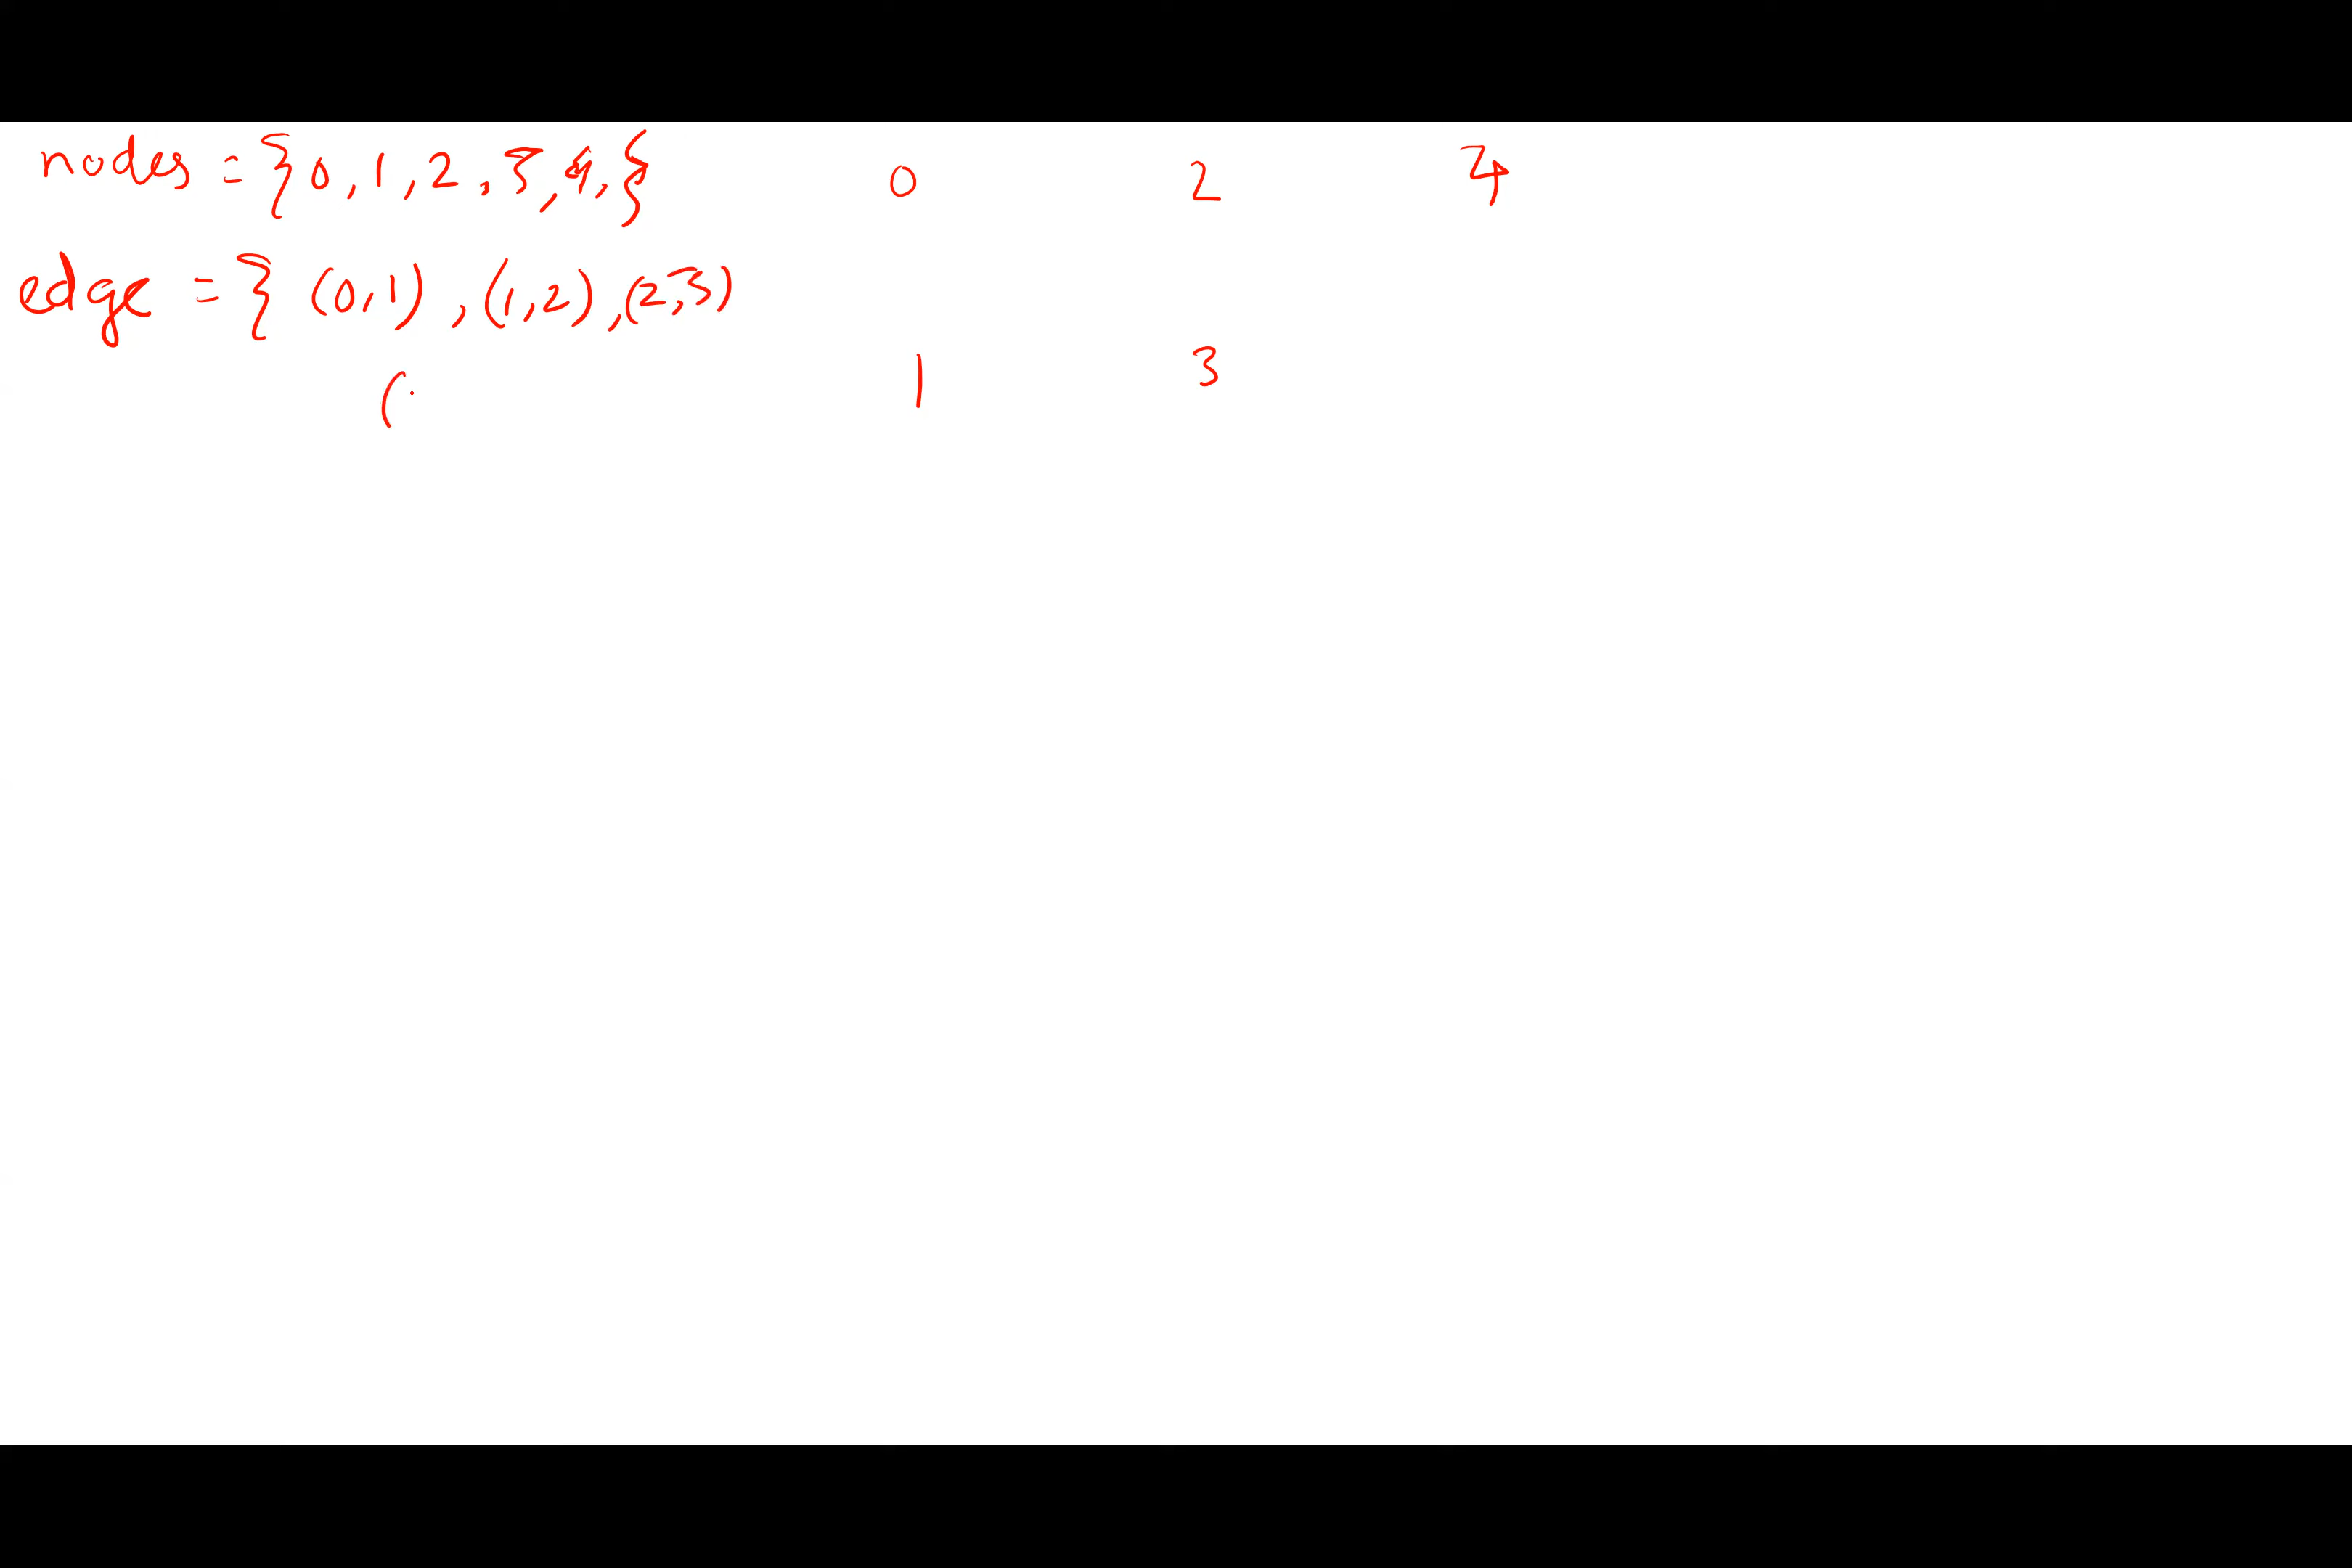 nodes = {0, 1, 2, 3, 4, }
edge = { (0,1), (1,2), (2,3)
(
0 2 4
1 3